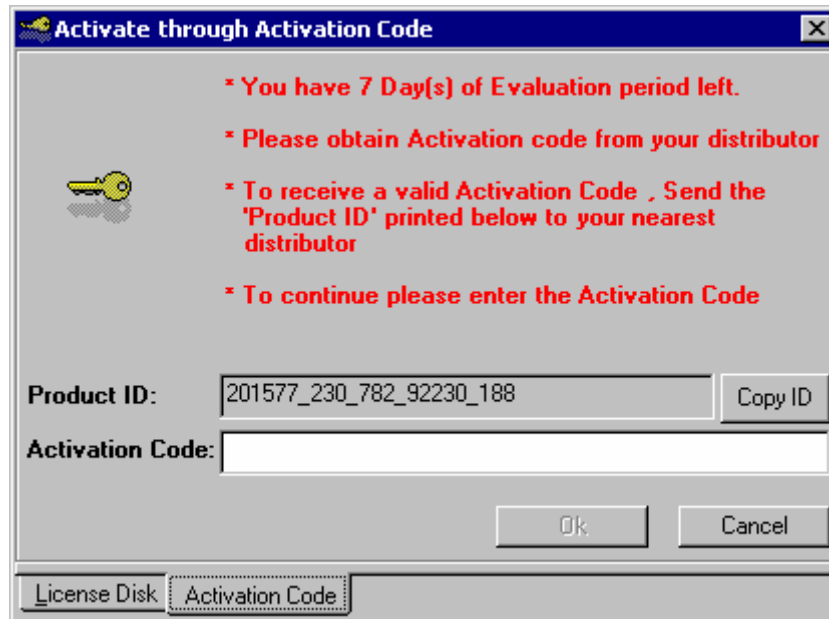 Activate through Activation Code
* You have 7 Day(s) of Evaluation period left.
* Please obtain Activation code from your distributor
* To receive a valid Activation Code , Send the
'Product ID' printed below to your nearest
distributor
* To continue please enter the Activation Code
Product ID: 201577_230_782_92230_188 Copy ID
Activation Code:
Ok Cancel
License Disk Activation Code